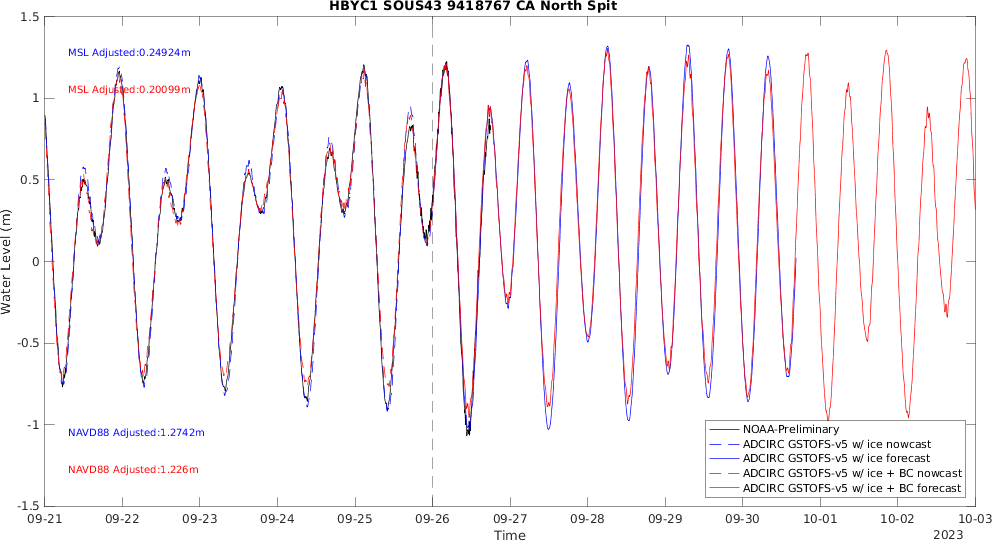 HBYC1 SOUS43 9418767 CA North Spit
1.5
1
0.5
0
-0.5
-1
-1.5
Water Level (m)
MSL Adjusted:0.24924m
MSL Adjusted:0.20099m
NAVD88 Adjusted:1.2742m
NAVD88 Adjusted:1.226m
NOAA-Preliminary
ADCIRC GSTOFS-v5 w/ ice nowcast
ADCIRC GSTOFS-v5 w/ ice forecast
ADCIRC GSTOFS-v5 w/ ice + BC nowcast
ADCIRC GSTOFS-v5 w/ ice + BC forecast
09-21 09-22 09-23 09-24 09-25 09-26 09-27 09-28 09-29 09-30 10-01 10-02 10-03
Time
2023